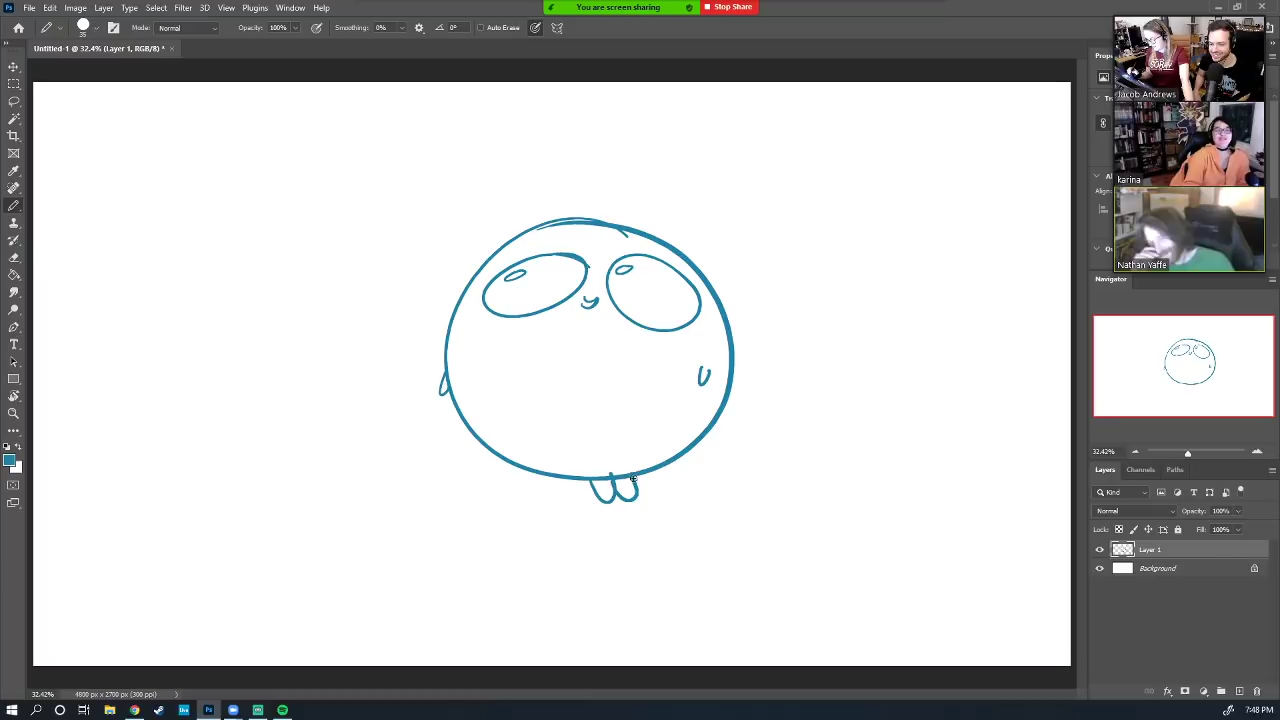 You are screen sharing
Stop Share
File Edit Image Layer Type Select Filter 3D View Plugins Window Help
35
Mode: Normal
Opacity: 100%
Smoothing: 0%
0°
Auto Erase
Untitled-1 @ 32.4% (Layer 1, RGB/8) *
Jacob Andrews
karina
Nathan Yaffe
Navigator
32.42%
Layers Channels Paths
Kind
Normal Opacity: 100%
Lock: Fill: 100%
Layer 1
Background
32.42% 4800 px x 2700 px (300 ppi)
7:48 PM